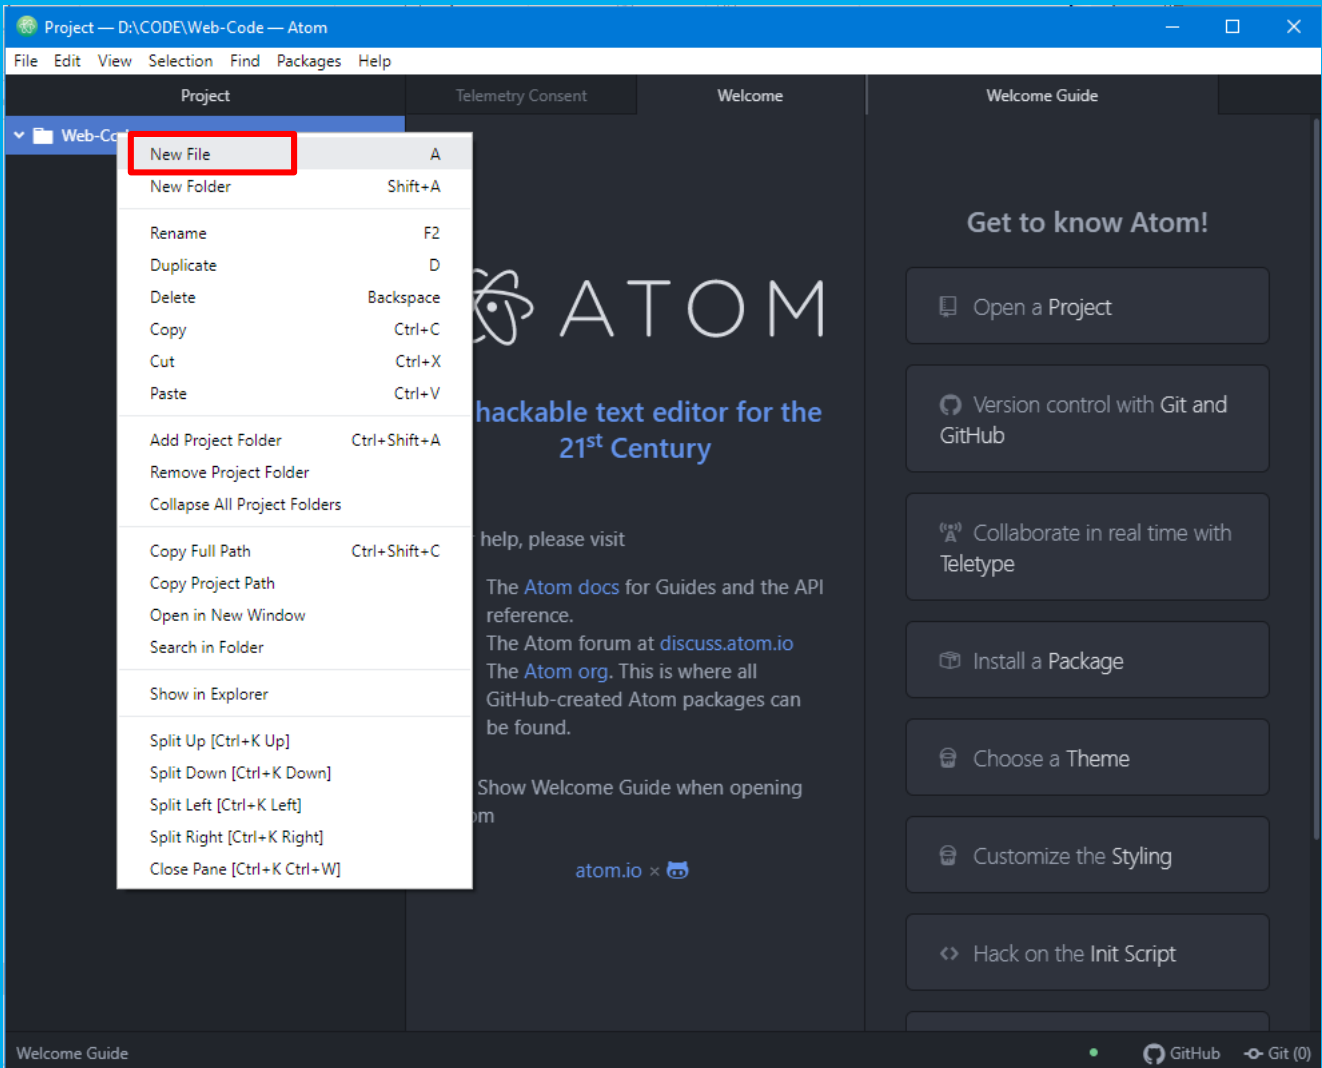 Project — D:\CODE\Web-Code — Atom
File Edit View Selection Find Packages Help
Project
Telemetry Consent
Welcome
Welcome Guide
New File A
New Folder Shift+A
Rename F2
Duplicate D
Delete Backspace
Copy Ctrl+C
Cut Ctrl+X
Paste Ctrl+V
Add Project Folder Ctrl+Shift+A
Remove Project Folder
Collapse All Project Folders
Copy Full Path Ctrl+Shift+C
Copy Project Path
Open in New Window
Search in Folder
Show in Explorer
Split Up [Ctrl+K Up]
Split Down [Ctrl+K Down]
Split Left [Ctrl+K Left]
Split Right [Ctrl+K Right]
Close Pane [Ctrl+K Ctrl+W]
ATOM
hackable text editor for the
21st Century
help, please visit
The Atom docs for Guides and the API
reference.
The Atom forum at discuss.atom.io
The Atom org. This is where all
GitHub-created Atom packages can
be found.
Show Welcome Guide when opening
atom.io ×
Get to know Atom!
Open a Project
Version control with Git and
GitHub
Collaborate in real time with
Teletype
Install a Package
Choose a Theme
Customize the Styling
Hack on the Init Script
Welcome Guide
GitHub
Git (0)